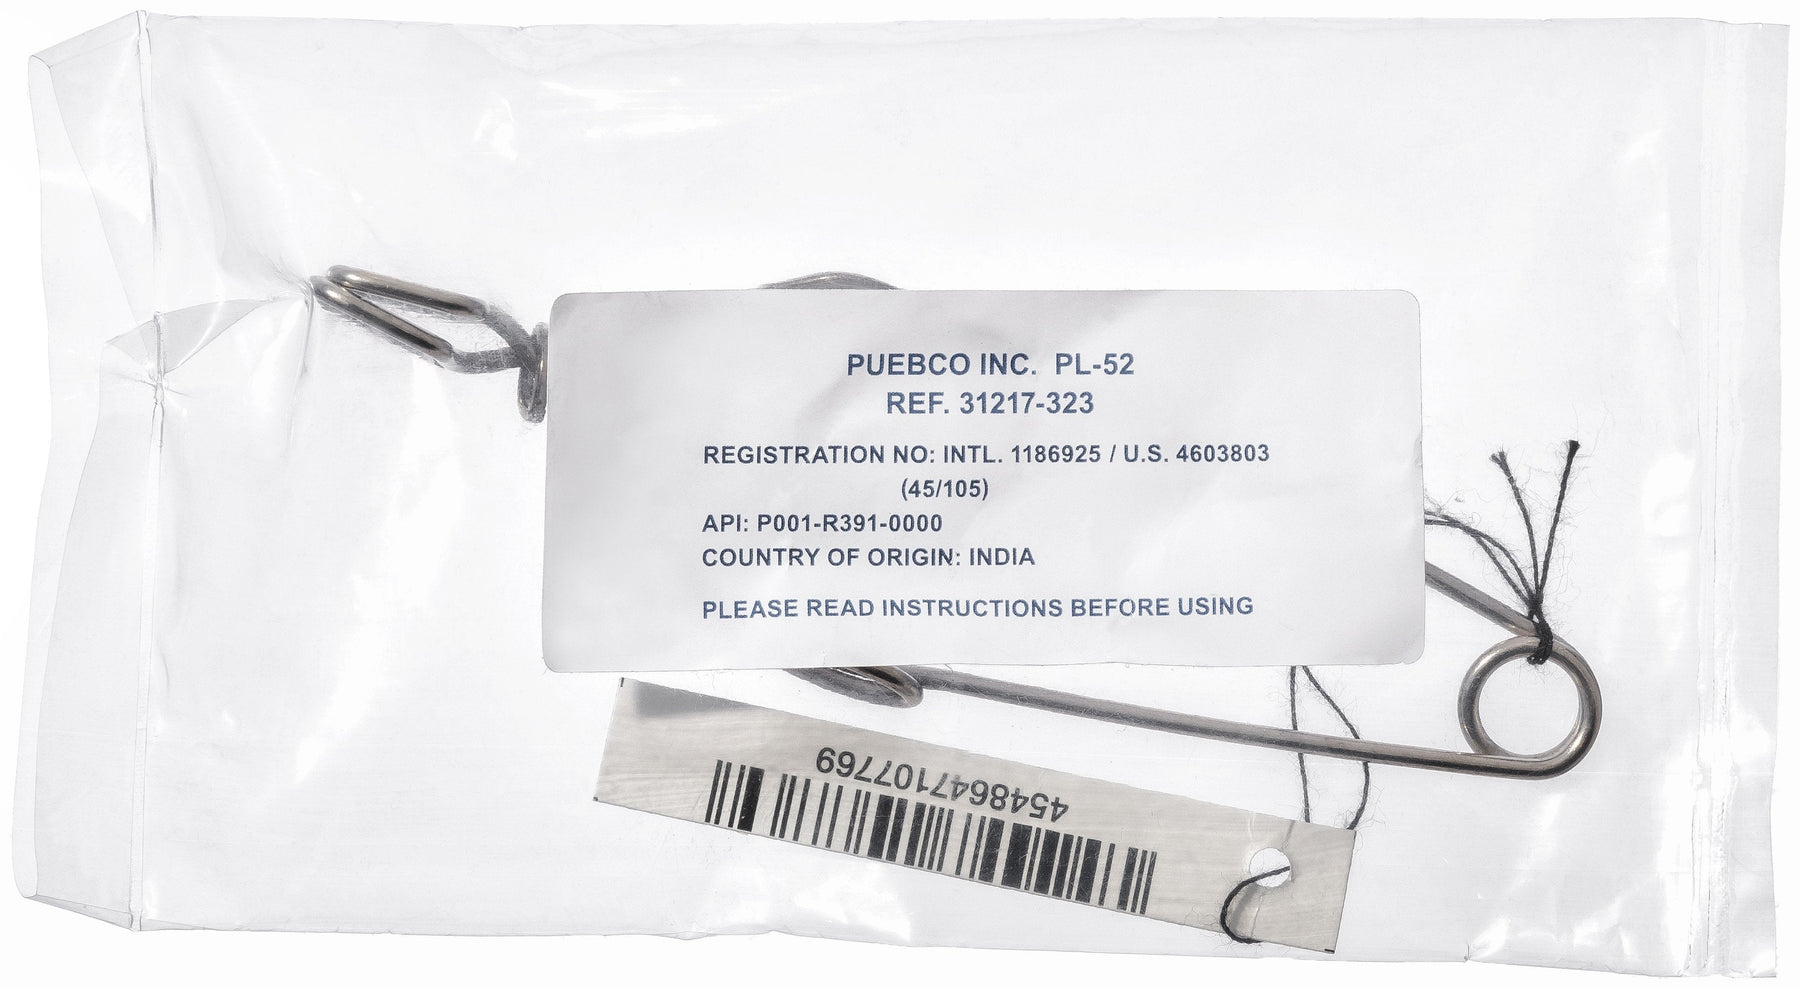 PUEBCO INC. PL-52
REF. 31217-323
REGISTRATION NO: INTL. 1186925 / U.S. 4603803
(45/105)
API: P001-R391-0000
COUNTRY OF ORIGIN: INDIA
PLEASE READ INSTRUCTIONS BEFORE USING
4548647107769